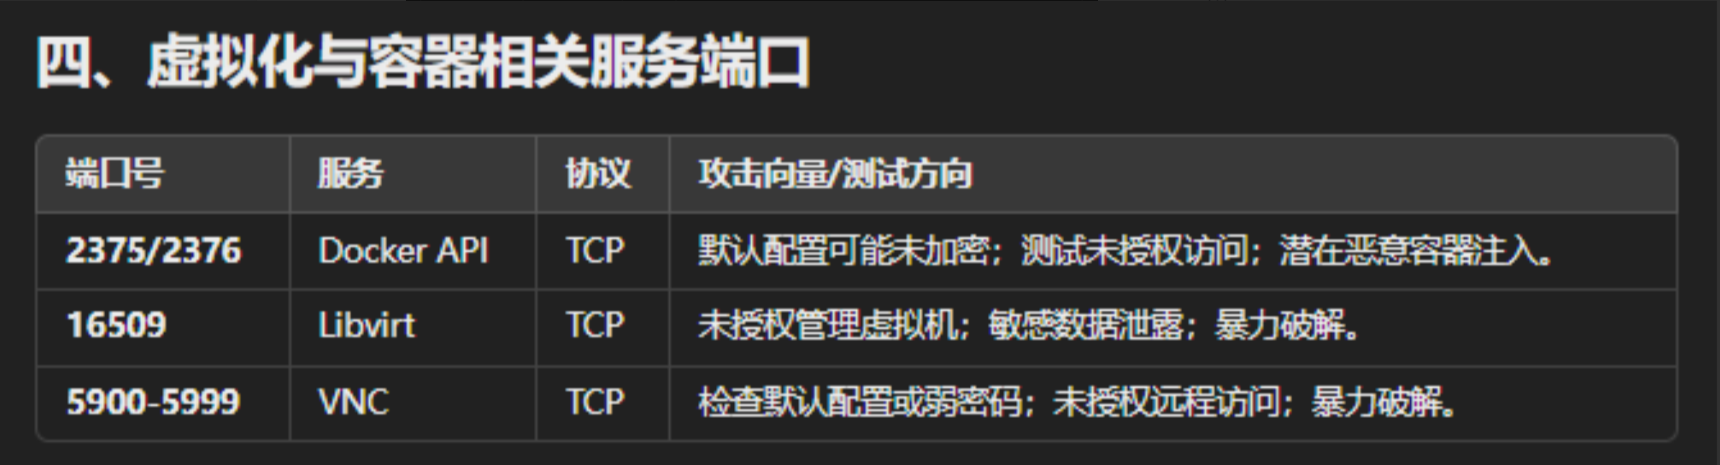 四、虚拟化与容器相关服务端口
端口号 服务 协议 攻击向量/测试方向
2375/2376 Docker API TCP 默认配置可能未加密；测试未授权访问；潜在恶意容器注入。
16509 Libvirt TCP 未授权管理虚拟机；敏感数据泄露；暴力破解。
5900-5999 VNC TCP 检查默认配置或弱密码；未授权远程访问；暴力破解。